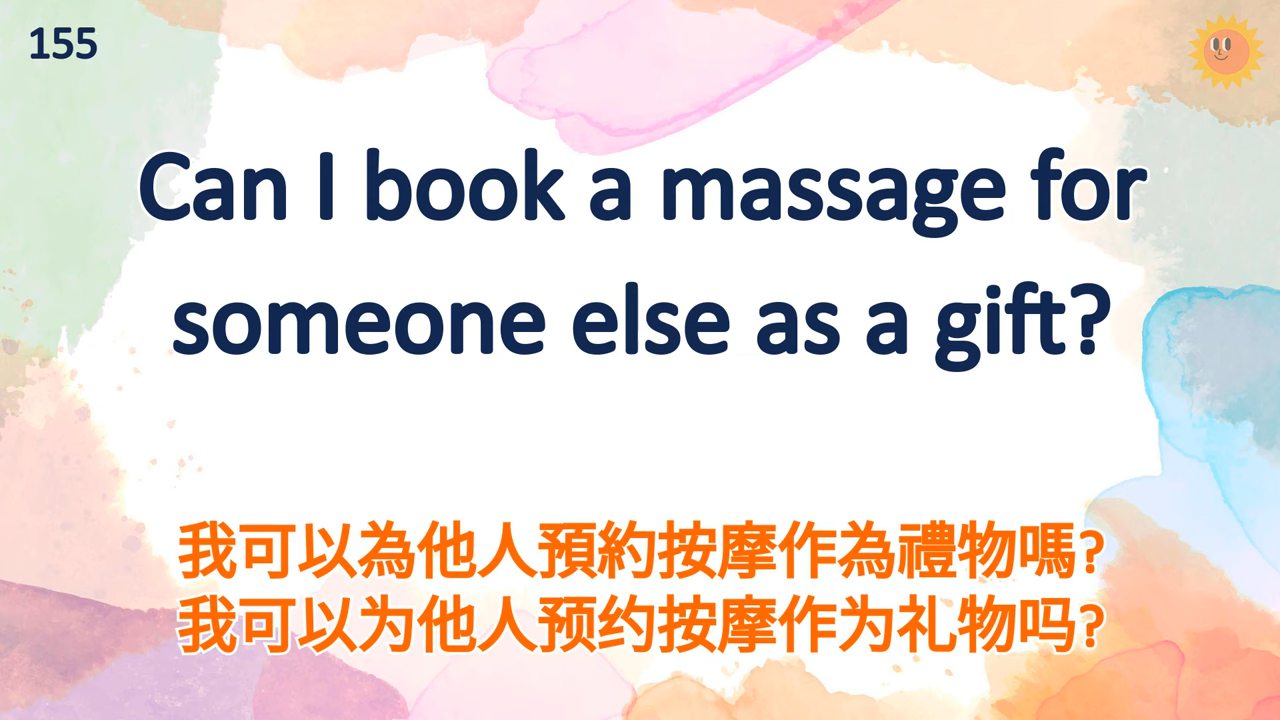 155
Can I book a massage for
someone else as a gift?
我可以為他人預約按摩作為禮物嗎?
我可以为他人预约按摩作为礼物吗?